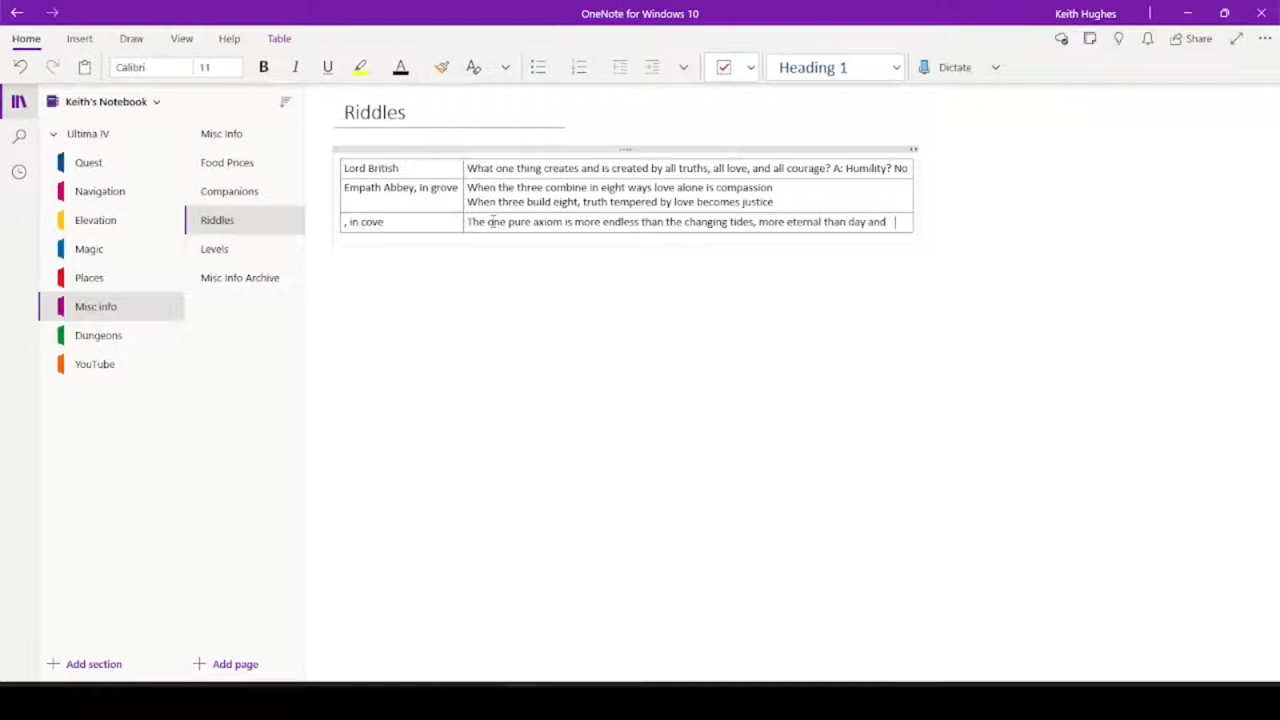 OneNote for Windows 10
Keith Hughes
Home Insert Draw View Help Table
Share
Calibri 11 B I U Heading 1 Dictate
Keith's Notebook
Ultima IV
Quest
Navigation
Elevation
Magic
Places
Misc info
Dungeons
YouTube
Misc Info
Food Prices
Companions
Riddles
Levels
Misc Info Archive
Riddles
Lord British What one thing creates and is created by all truths, all love, and all courage? A: Humility? No
Empath Abbey, in grove When the three combine in eight ways love alone is compassion
When three build eight, truth tempered by love becomes justice
, in cove The one pure axiom is more endless than the changing tides, more eternal than day and
Add section Add page